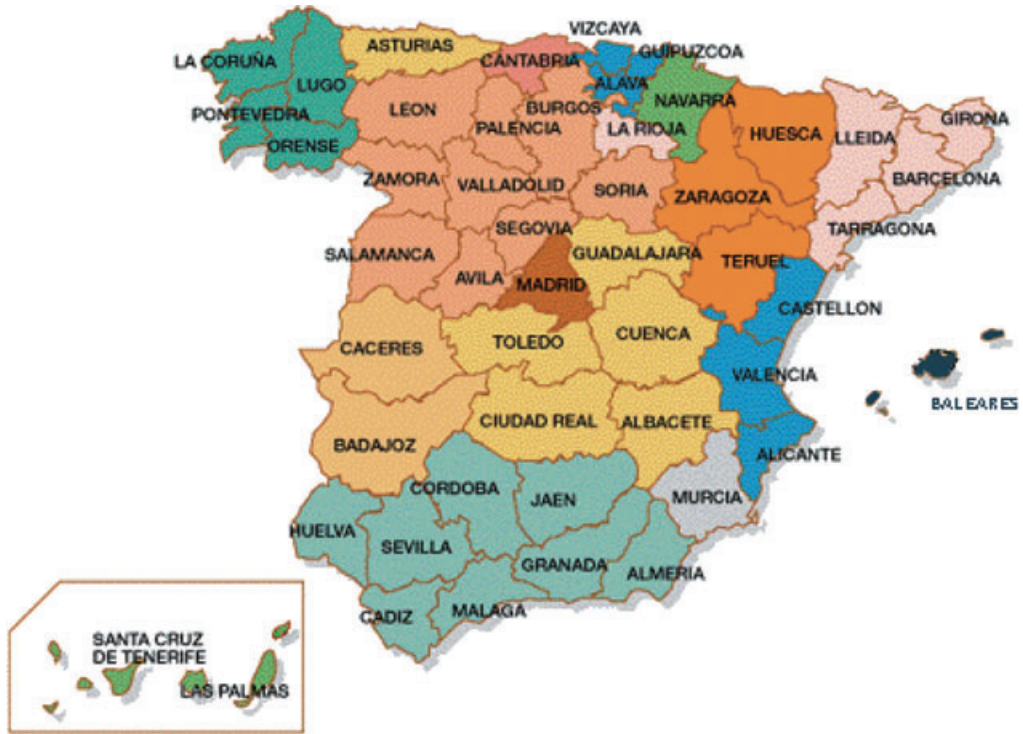 VIZCAYA
ASTURIAS
GUIPUZCOA
LA CORUÑA
CANTABRIA
LUGO
ALAVA
NAVARRA
PONTEVEDRA
LEON
BURGOS
PALENCIA
LA RIOJA
HUESCA
LLEIDA
GIRONA
ORENSE
ZAMORA
VALLADOLID
SORIA
ZARAGOZA
BARCELONA
SEGOVIA
TARRAGONA
SALAMANCA
GUADALAJARA
TERUEL
AVILA
MADRID
CASTELLON
CACERES
TOLEDO
CUENCA
VALENCIA
BALEARES
CIUDAD REAL
ALBACETE
BADAJOZ
ALICANTE
CORDOBA
JAEN
MURCIA
HUELVA
SEVILLA
GRANADA
ALMERIA
CADIZ
MALAGA
SANTA CRUZ
DE TENERIFE
LAS PALMAS